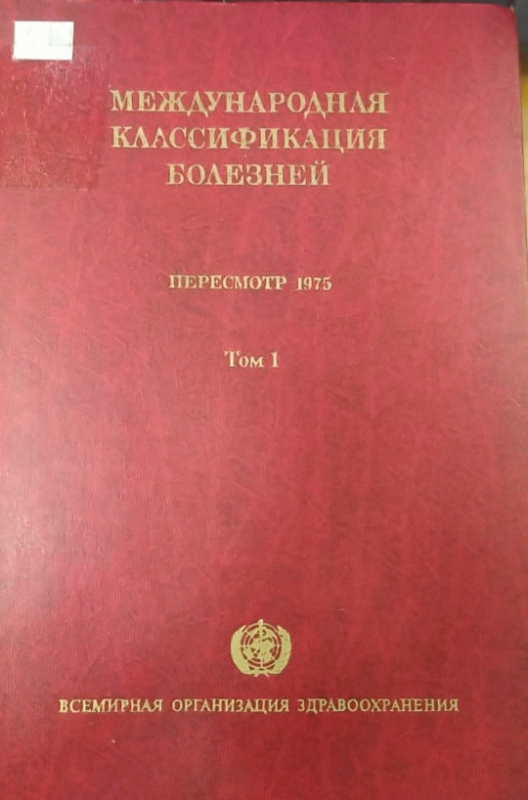 МЕЖДУНАРОДНАЯ
КЛАССИФИКАЦИЯ
БОЛЕЗНЕЙ
ПЕРЕСМОТР 1975
Том 1
ВСЕМИРНАЯ ОРГАНИЗАЦИЯ ЗДРАВООХРАНЕНИЯ